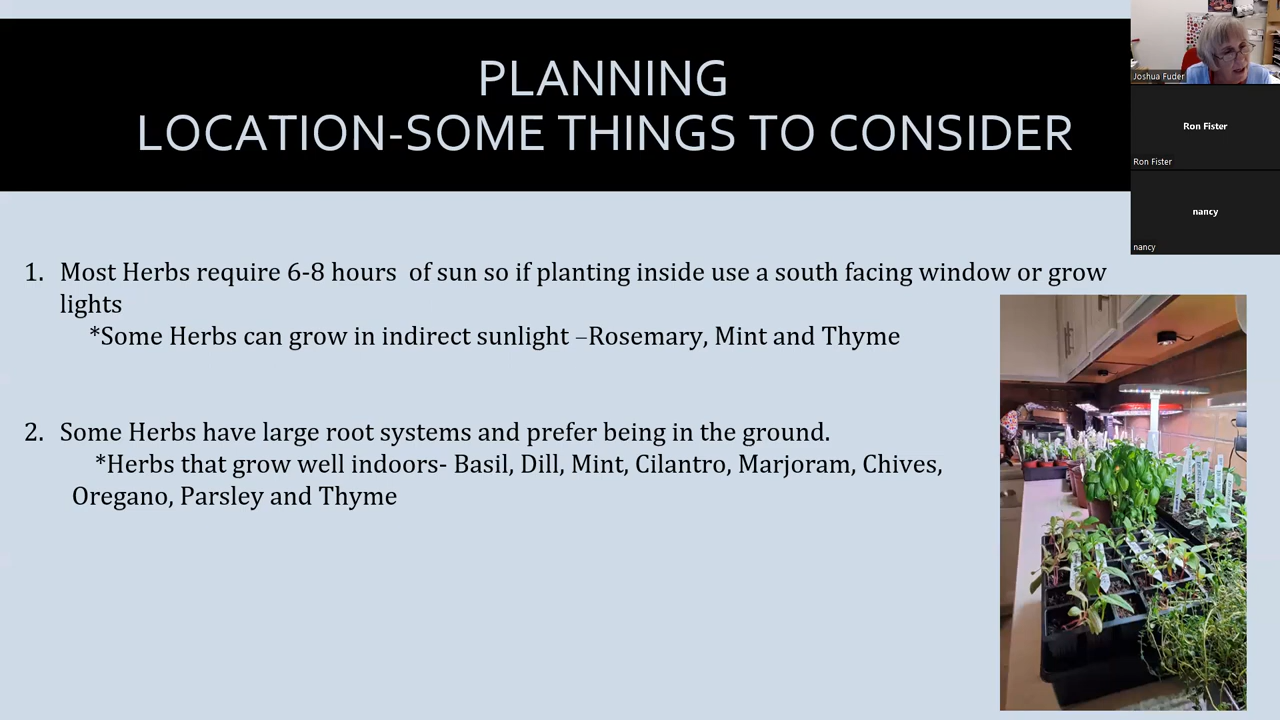 PLANNING
LOCATION-SOME THINGS TO CONSIDER
Joshua Fuder
Ron Fister
Ron Fister
nancy
nancy
1. Most Herbs require 6-8 hours of sun so if planting inside use a south facing window or grow
lights
*Some Herbs can grow in indirect sunlight –Rosemary, Mint and Thyme
2. Some Herbs have large root systems and prefer being in the ground.
*Herbs that grow well indoors- Basil, Dill, Mint, Cilantro, Marjoram, Chives,
Oregano, Parsley and Thyme